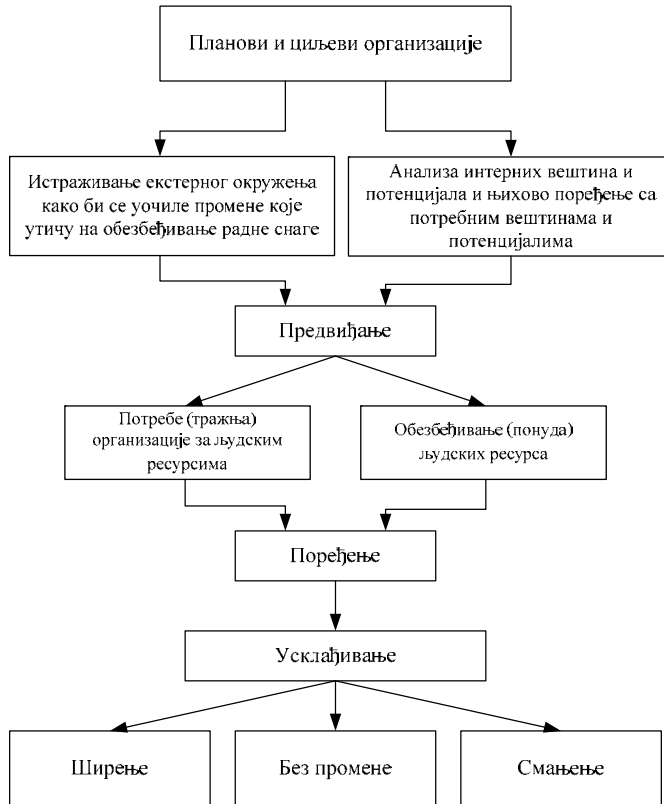 Планови и циљеви организације
Истраживање екстерног окружења
како би се уочиле промене које
утичу на обезбеђивање радне снаге
Анализа интерних вештина и
потенцијала и њихово поређење са
потребним вештинама и
потенцијалима
Предвиђање
Потребе (тражња)
организације за људским
ресурсима
Обезбеђивање (понуда)
људских ресурса
Поређење
Усклађивање
Ширење
Без промене
Смањење